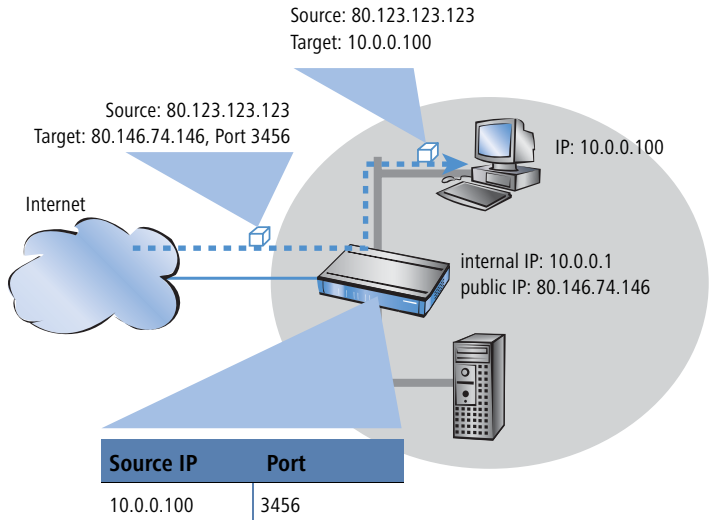 Source: 80.123.123.123
Target: 10.0.0.100
Source: 80.123.123.123
Target: 80.146.74.146, Port 3456
IP: 10.0.0.100
Internet
internal IP: 10.0.0.1
public IP: 80.146.74.146
Source IP Port
10.0.0.100 3456